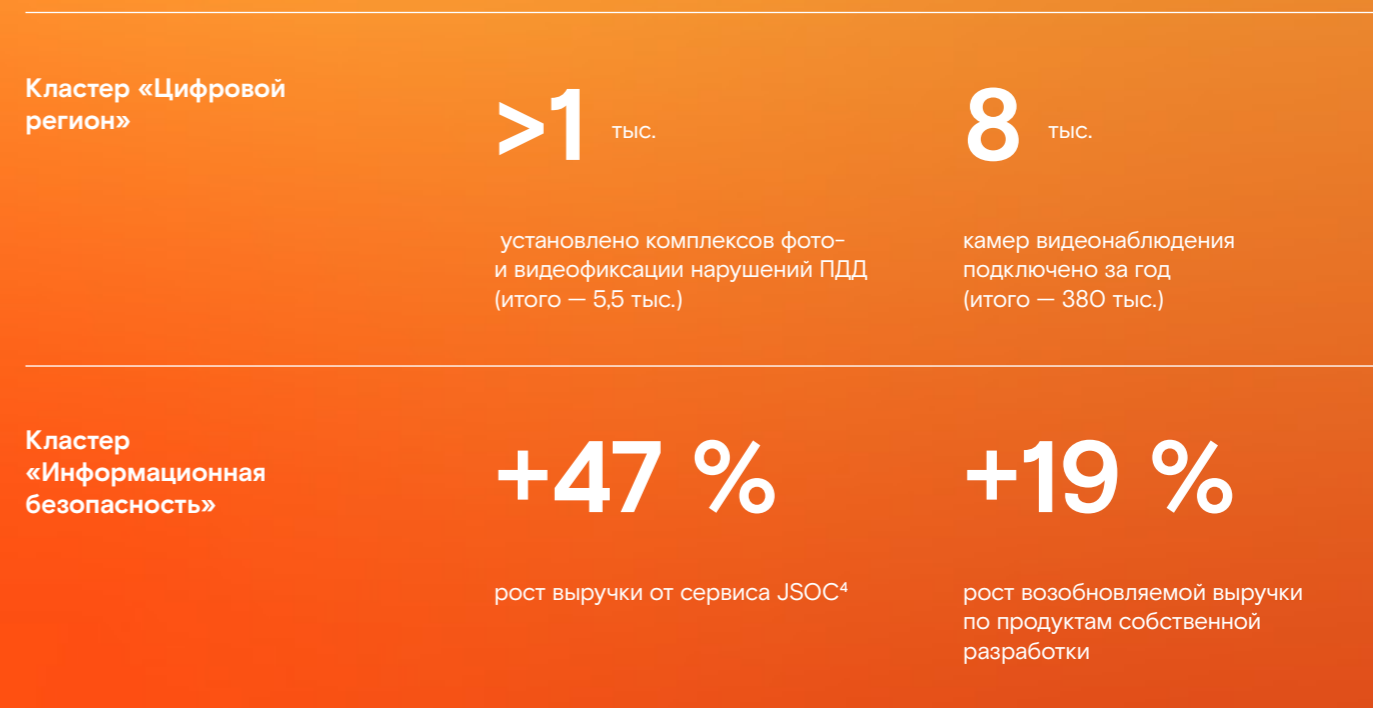 Кластер «Цифровой
регион»
>1 тыс.
установлено комплексов фото-
и видеофиксации нарушений ПДД
(итого — 5,5 тыс.)
8 тыс.
камер видеонаблюдения
подключено за год
(итого — 380 тыс.)
Кластер
«Информационная
безопасность»
+47 %
рост выручки от сервиса JSOC⁴
+19 %
рост возобновляемой выручки
по продуктам собственной
разработки